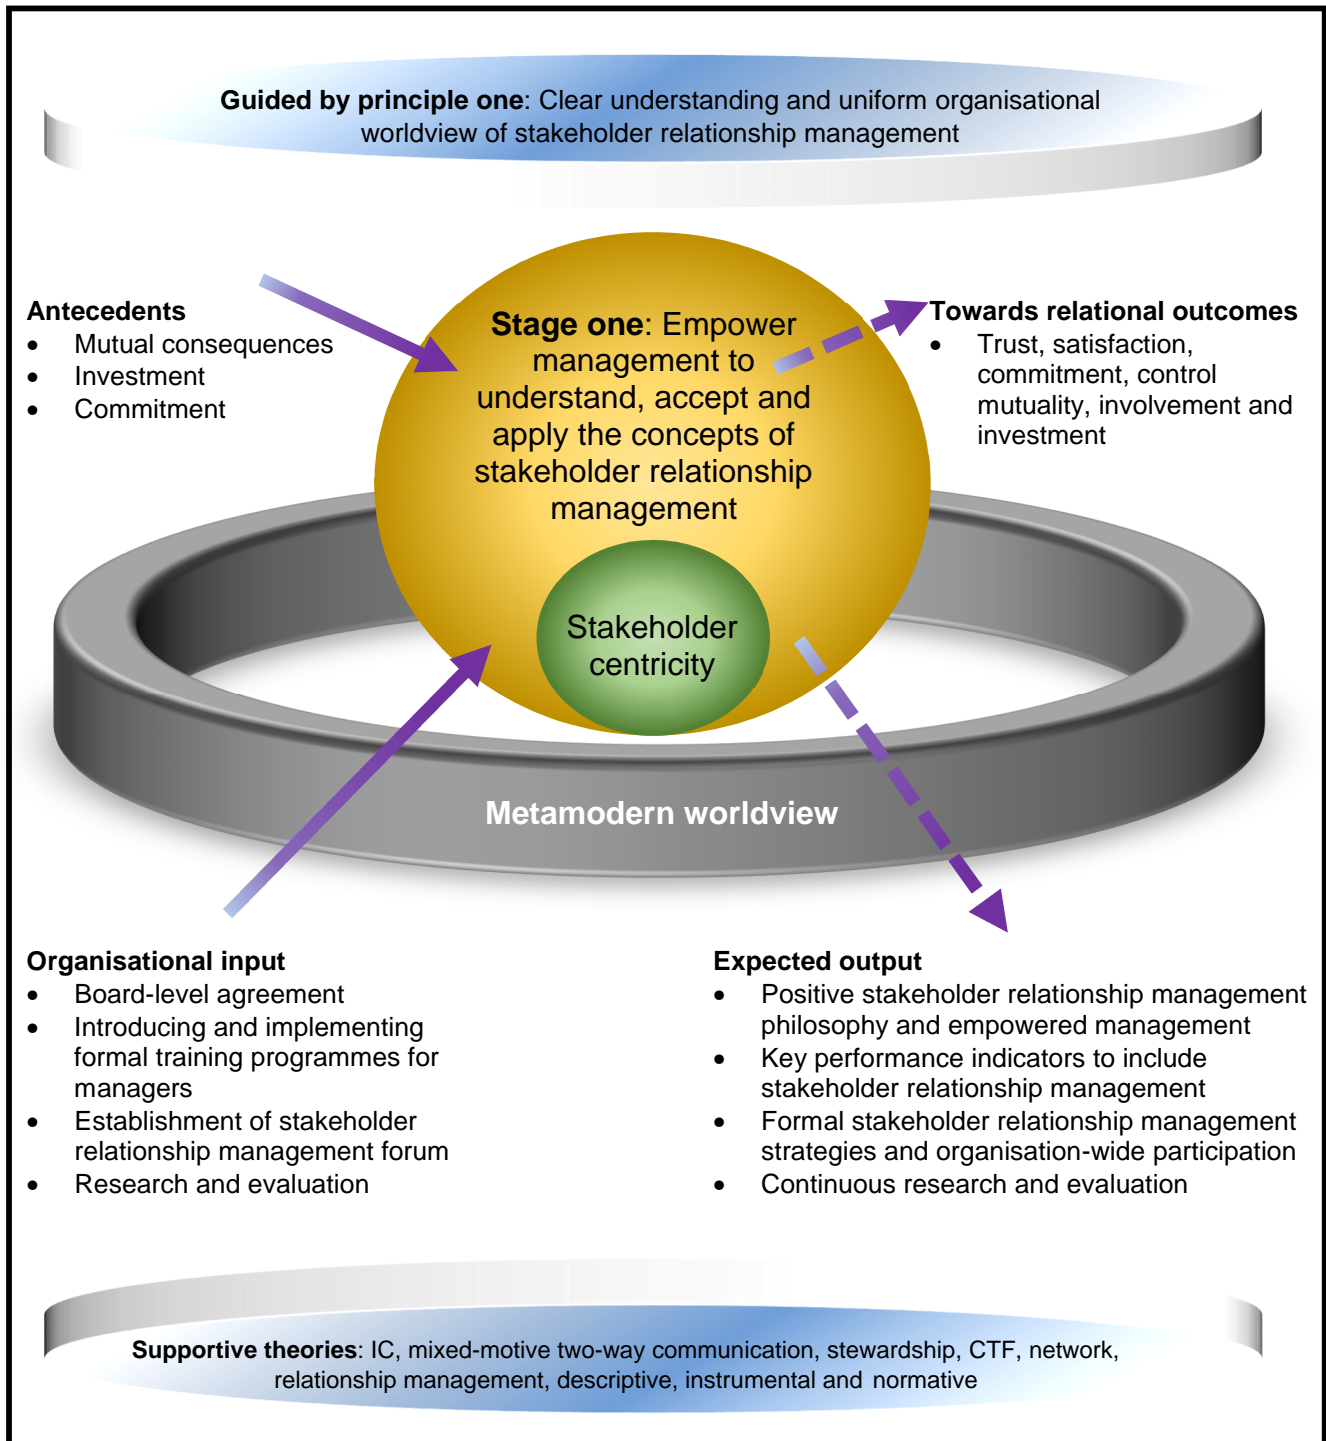 Guided by principle one: Clear understanding and uniform organisational
worldview of stakeholder relationship management
Antecedents
• Mutual consequences
• Investment
• Commitment
Stage one: Empower
management to
understand, accept and
apply the concepts of
stakeholder relationship
management
Towards relational outcomes
• Trust, satisfaction,
commitment, control
mutuality, involvement and
investment
Stakeholder
centricity
Metamodern worldview
Organisational input
• Board-level agreement
• Introducing and implementing
formal training programmes for
managers
• Establishment of stakeholder
relationship management forum
• Research and evaluation
Expected output
• Positive stakeholder relationship management
philosophy and empowered management
• Key performance indicators to include
stakeholder relationship management
• Formal stakeholder relationship management
strategies and organisation-wide participation
• Continuous research and evaluation
Supportive theories: IC, mixed-motive two-way communication, stewardship, CTF, network,
relationship management, descriptive, instrumental and normative